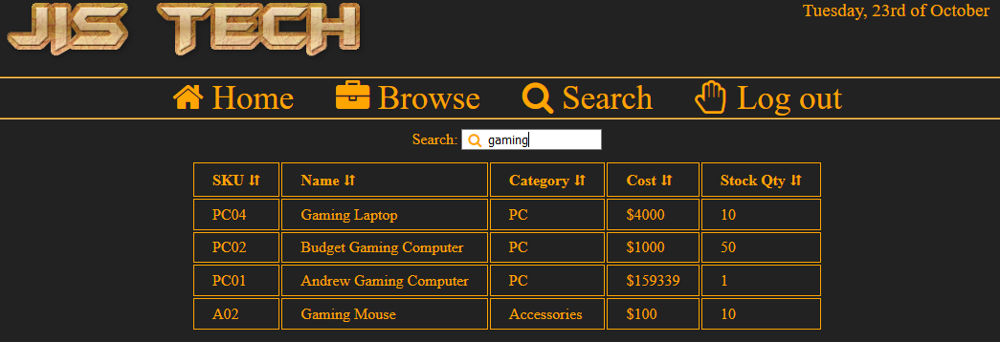 JIS TECH
Tuesday, 23rd of October
Home Browse Search Log out
Search: gaming
SKU Name Category Cost Stock Qty
PC04 Gaming Laptop PC $4000 10
PC02 Budget Gaming Computer PC $1000 50
PC01 Andrew Gaming Computer PC $159339 1
A02 Gaming Mouse Accessories $100 10